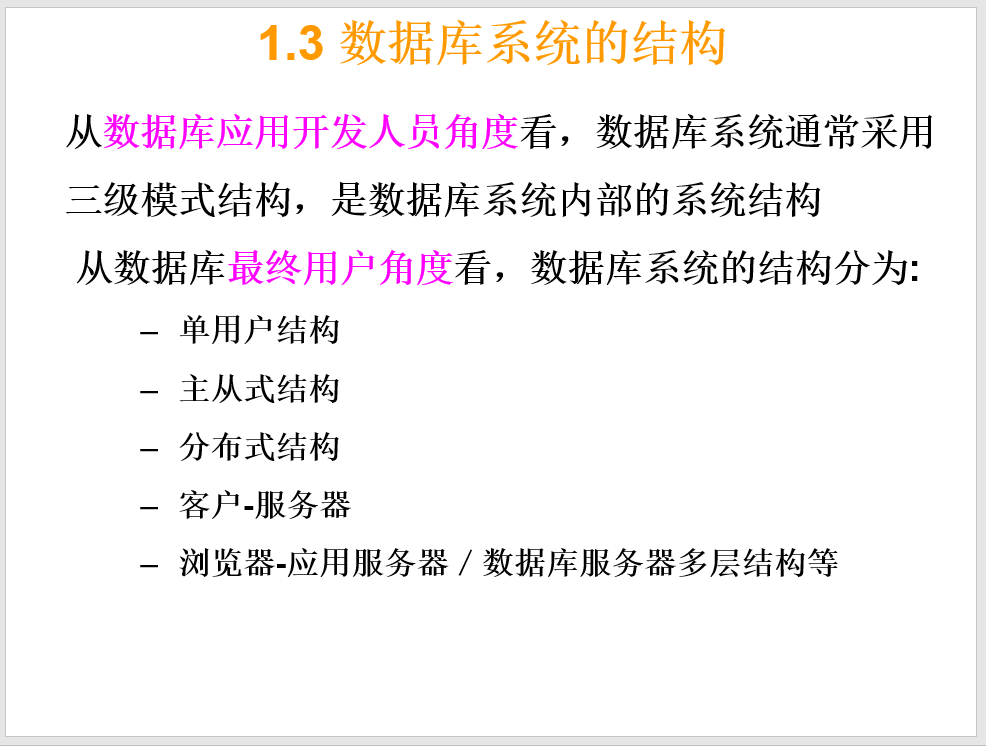 1.3 数据库系统的结构
从数据库应用开发人员角度看，数据库系统通常采用
三级模式结构，是数据库系统内部的系统结构
从数据库最终用户角度看，数据库系统的结构分为:
– 单用户结构
– 主从式结构
– 分布式结构
– 客户-服务器
– 浏览器-应用服务器／数据库服务器多层结构等